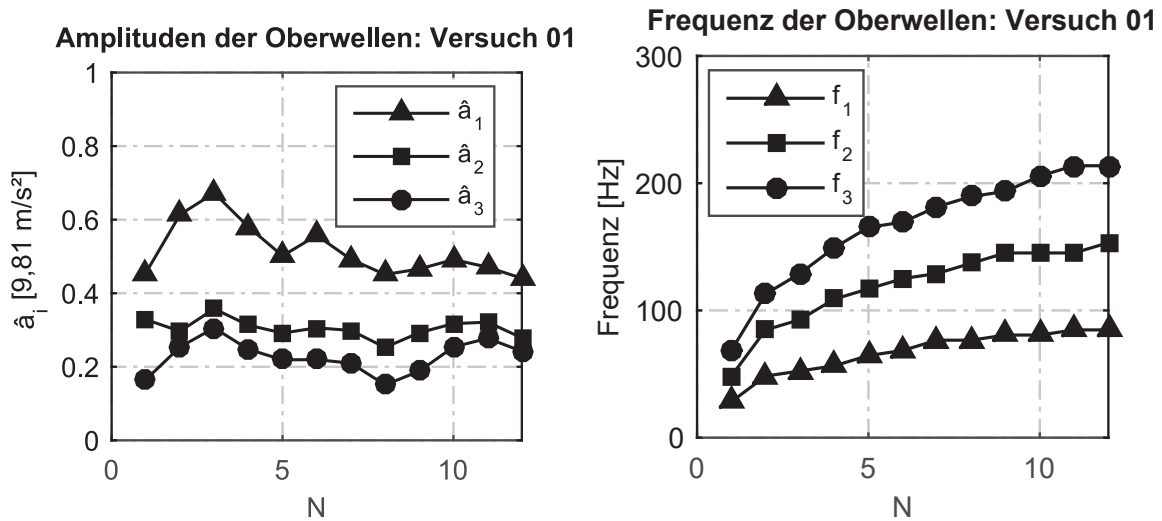 Amplituden der Oberwellen: Versuch 01
1
0.8
0.6
0.4
0.2
0
0
5
10
N
â_i [9,81 m/s²]
â_1
â_2
â_3
Frequenz der Oberwellen: Versuch 01
300
200
100
0
0
5
10
N
Frequenz [Hz]
f_1
f_2
f_3